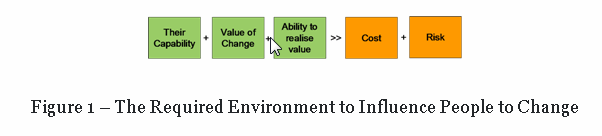 Their Capability + Value of Change + Ability to realise value >> Cost + Risk
Figure 1 – The Required Environment to Influence People to Change